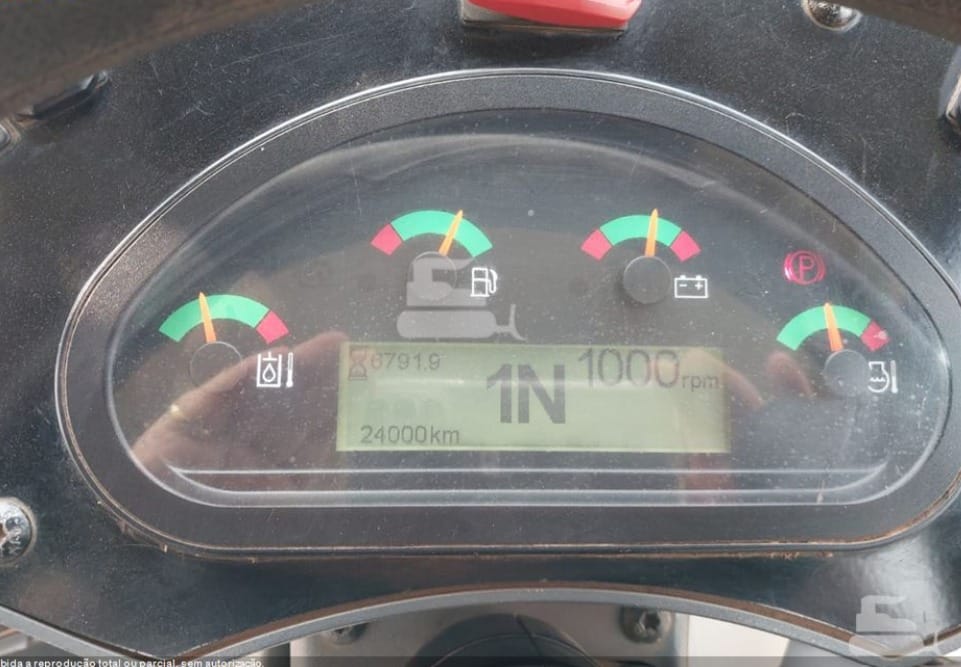 P
6791.9
1N
1000rpm
24000km
bida a reprodução total ou parcial, sem autorização.